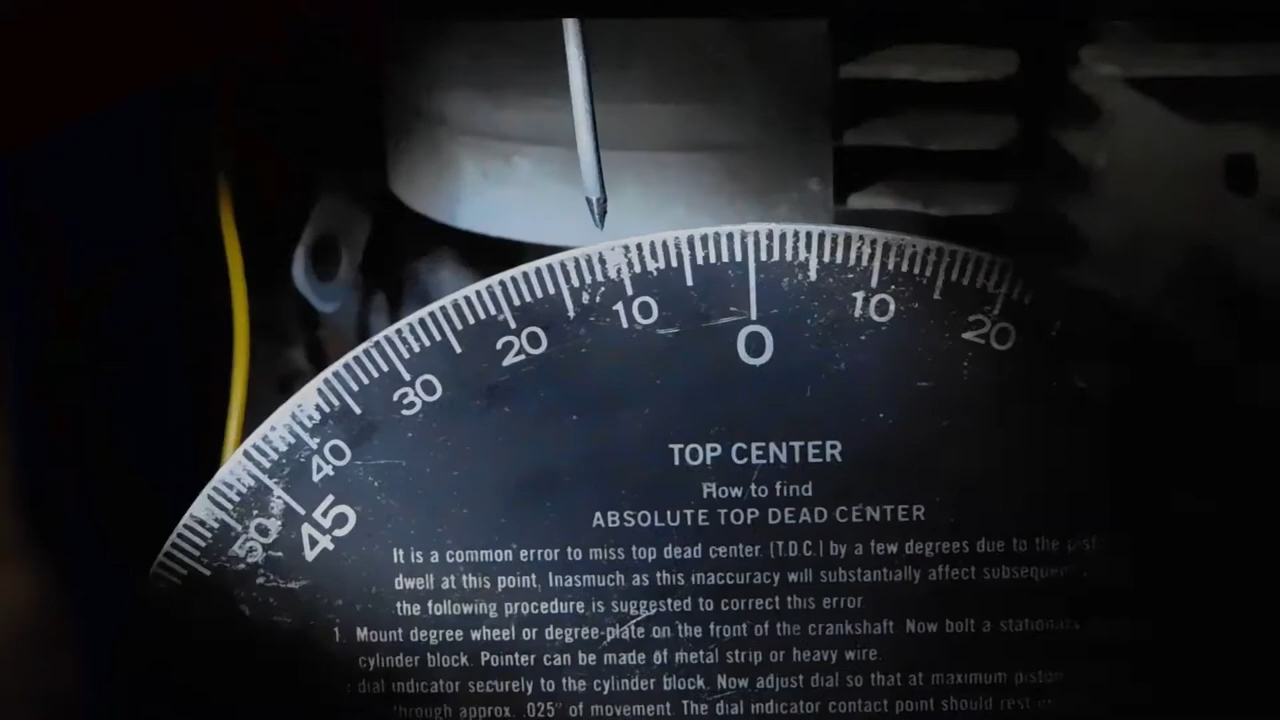 10 0 10
20 20
30
40
50 45
TOP CENTER
How to find
ABSOLUTE TOP DEAD CENTER
It is a common error to miss top dead center. (T.D.C.) by a few degrees due to the
dwell at this point, Inasmuch as this inaccuracy will substantially affect
the following procedure is suggested to correct this error
1. Mount degree wheel or degree-plate on the front of the crankshaft. Now bolt a
cylinder block. Pointer can be made of metal strip or heavy wire.
dial indicator securely to the cylinder block. Now adjust dial so that at maximum
through approx. .025" of movement. The dial indicator contact point should rest